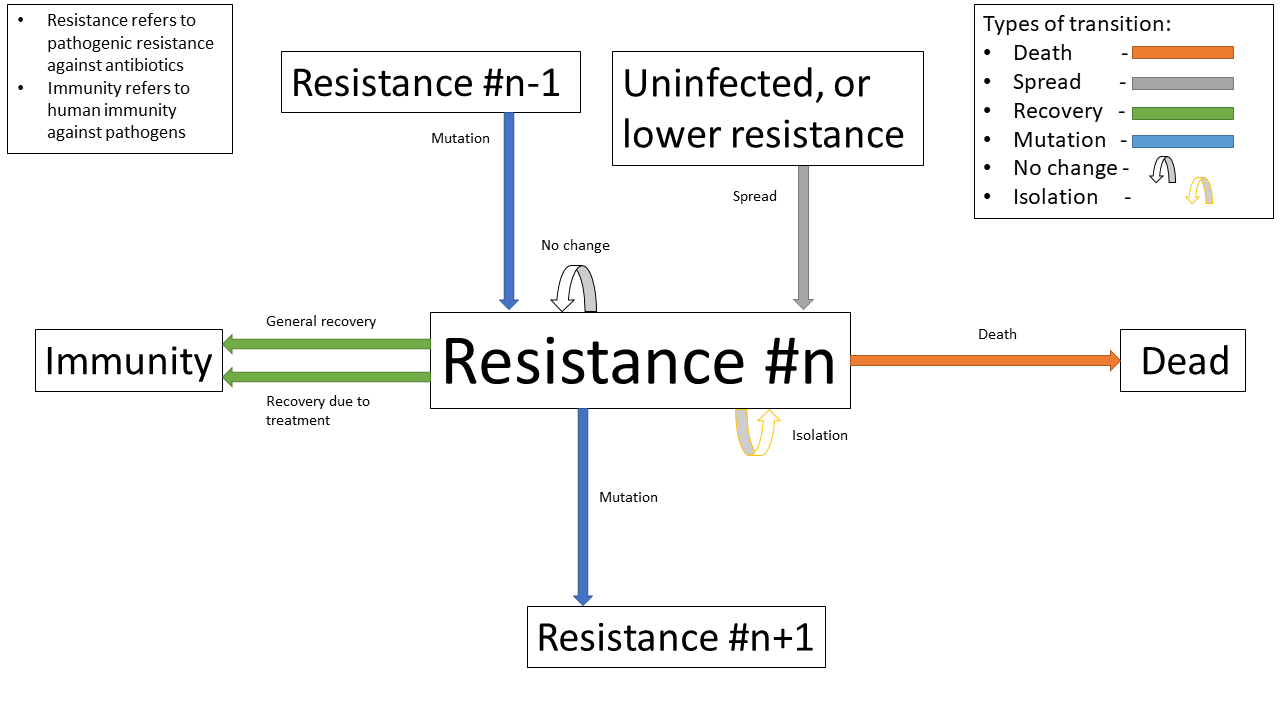 • Resistance refers to
pathogenic resistance
against antibiotics
• Immunity refers to
human immunity
against pathogens
Resistance #n-1
Uninfected, or
lower resistance
Types of transition:
• Death -
• Spread -
• Recovery -
• Mutation -
• No change -
• Isolation -
Mutation
Spread
No change
General recovery
Immunity
Resistance #n
Death
Dead
Recovery due to
treatment
Isolation
Mutation
Resistance #n+1